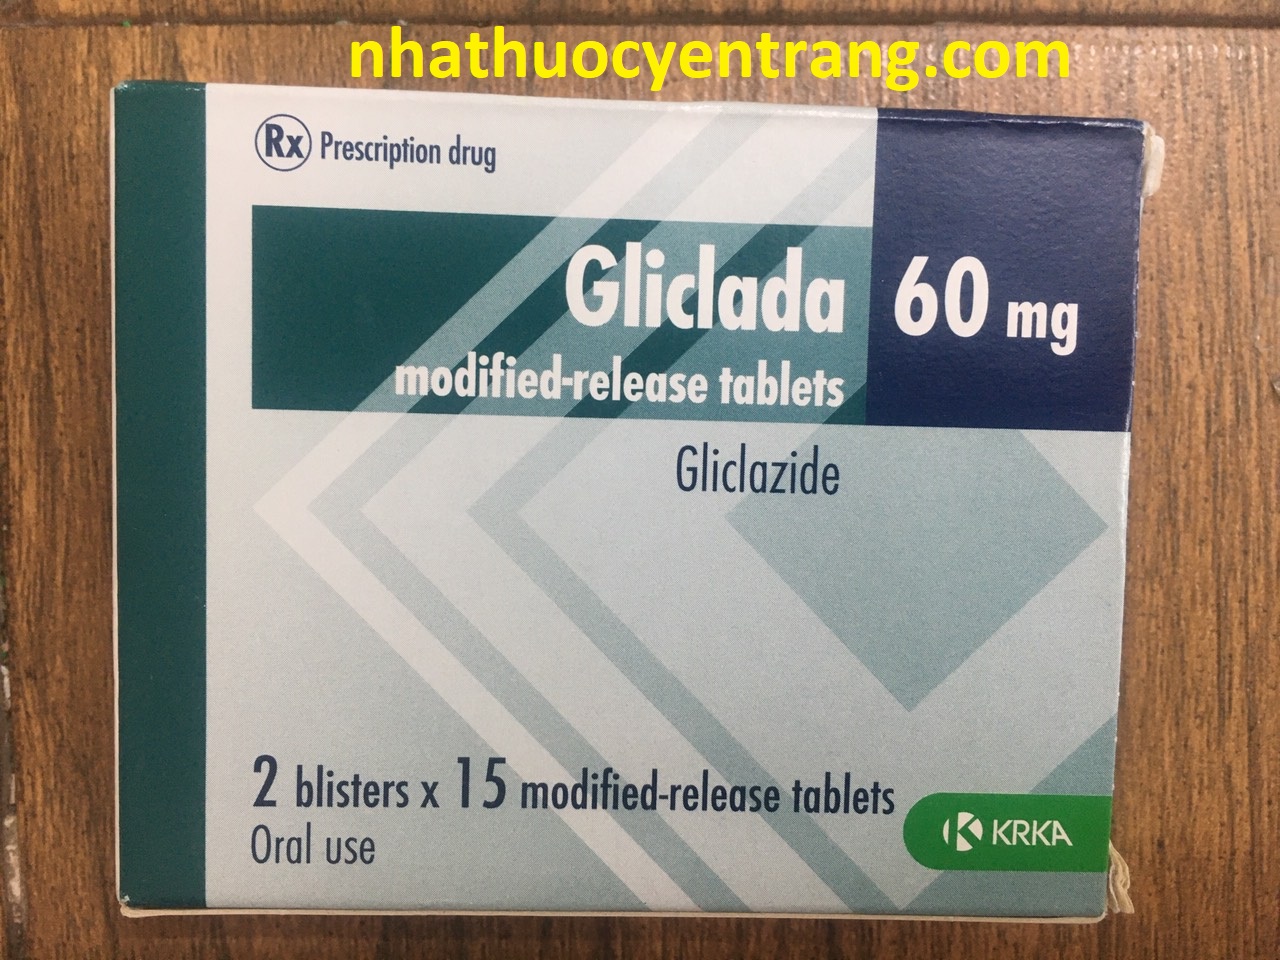 nhathuocyentrang.com
Rx Prescription drug
Gliclada 60 mg
modified-release tablets
Gliclazide
2 blisters x 15 modified-release tablets
Oral use
KRKA